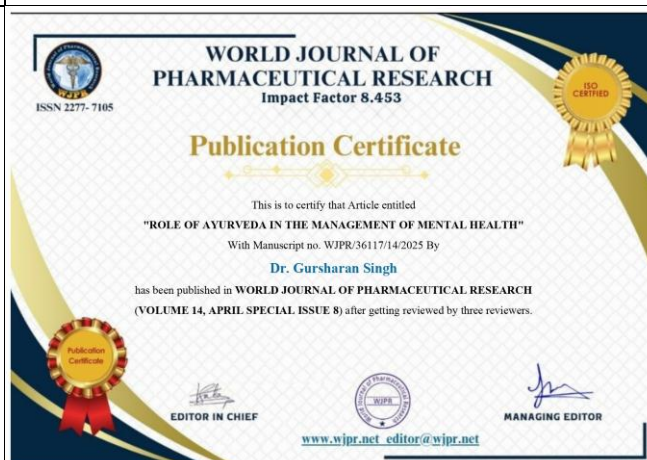 WORLD JOURNAL OF
PHARMACEUTICAL RESEARCH
Impact Factor 8.453
WJPR
ISSN 2277- 7105
ISO
CERTFIED
Publication Certificate
This is to certify that Article entitled
"ROLE OF AYURVEDA IN THE MANAGEMENT OF MENTAL HEALTH"
With Manuscript no. WJPR/36117/14/2025 By
Dr. Gursharan Singh
has been published in WORLD JOURNAL OF PHARMACEUTICAL RESEARCH
(VOLUME 14, APRIL SPECIAL ISSUE 8) after getting reviewed by three reviewers.
Publication
Certificate
WJPR
EDITOR IN CHIEF
MANAGING EDITOR
www.wjpr.net editor@wjpr.net